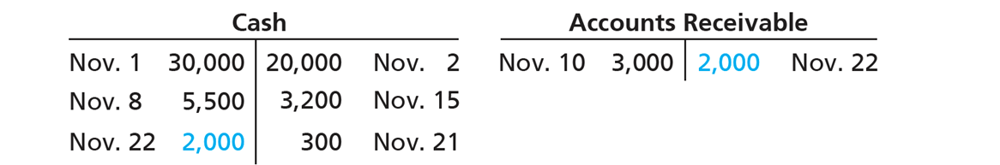 Cash Accounts Receivable
Nov. 1 30,000 20,000 Nov. 2 Nov. 10 3,000 2,000 Nov. 22
Nov. 8 5,500 3,200 Nov. 15
Nov. 22 2,000 300 Nov. 21